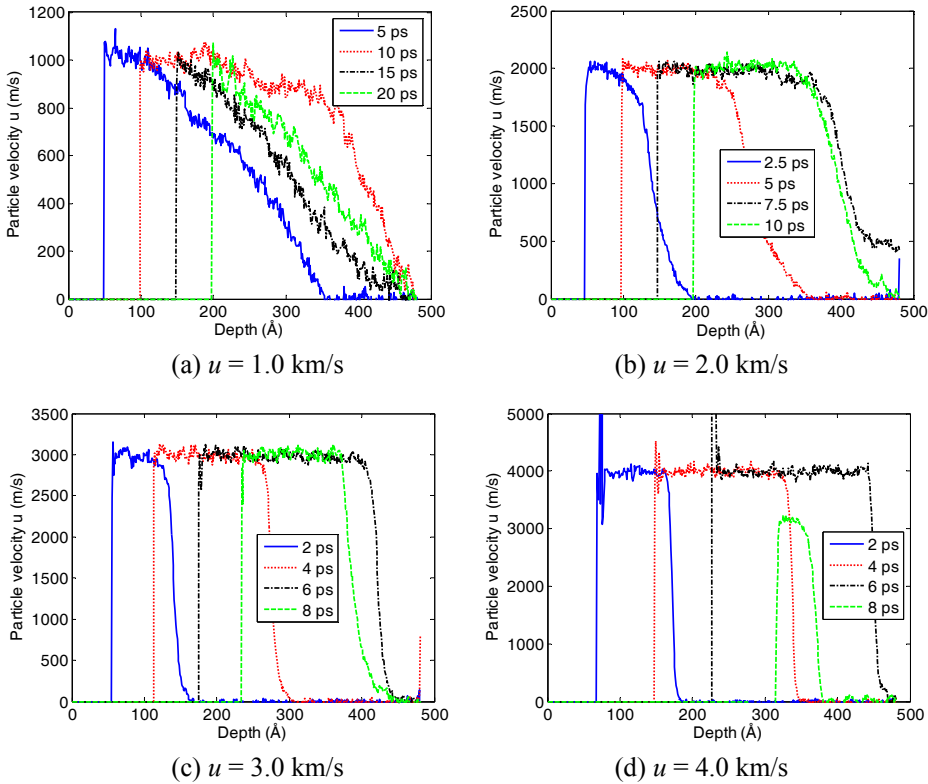 1200
1000
800
600
400
200
0
0 100 200 300 400 500
Particle velocity u (m/s)
Depth (Å)
5 ps
10 ps
15 ps
20 ps
(a) u = 1.0 km/s
2500
2000
1500
1000
500
0
0 100 200 300 400 500
Particle velocity u (m/s)
Depth (Å)
2.5 ps
5 ps
7.5 ps
10 ps
(b) u = 2.0 km/s
3500
3000
2500
2000
1500
1000
500
0
0 100 200 300 400 500
Particle velocity u (m/s)
Depth (Å)
2 ps
4 ps
6 ps
8 ps
(c) u = 3.0 km/s
5000
4000
3000
2000
1000
0
0 100 200 300 400 500
Particle velocity u (m/s)
Depth (Å)
2 ps
4 ps
6 ps
8 ps
(d) u = 4.0 km/s